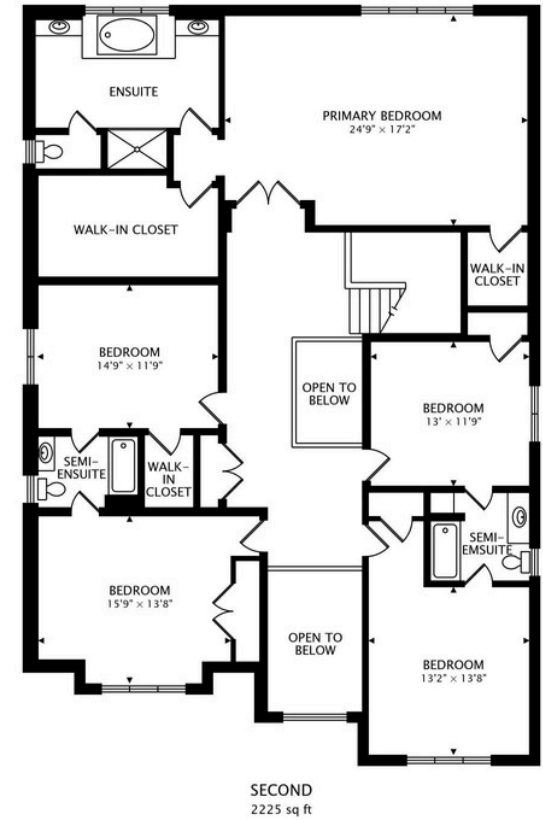 ENSUITE
PRIMARY BEDROOM
24'9" × 17'2"
WALK-IN CLOSET
WALK-IN
CLOSET
BEDROOM
14'9" × 11'9"
OPEN TO
BELOW
BEDROOM
13' × 11'9"
SEMI-
ENSUITE
WALK-
IN
CLOSET
SEMI-
EMSUITE
BEDROOM
15'9" × 13'8"
OPEN TO
BELOW
BEDROOM
13'2" × 13'8"
SECOND
2225 sq ft